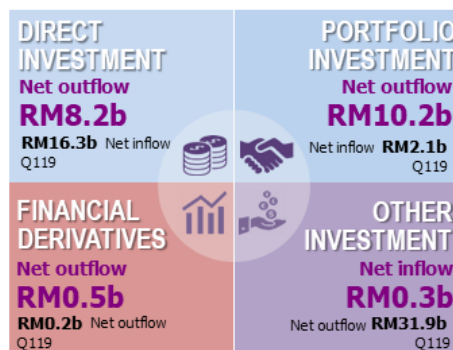 DIRECT
INVESTMENT
Net outflow
RM8.2b
RM16.3b Net inflow
Q119
PORTFOLIO
INVESTMENT
Net outflow
RM10.2b
Net inflow RM2.1b
Q119
FINANCIAL
DERIVATIVES
Net outflow
RM0.5b
RM0.2b Net outflow
Q119
OTHER
INVESTMENT
Net inflow
RM0.3b
Net outflow RM31.9b
Q119